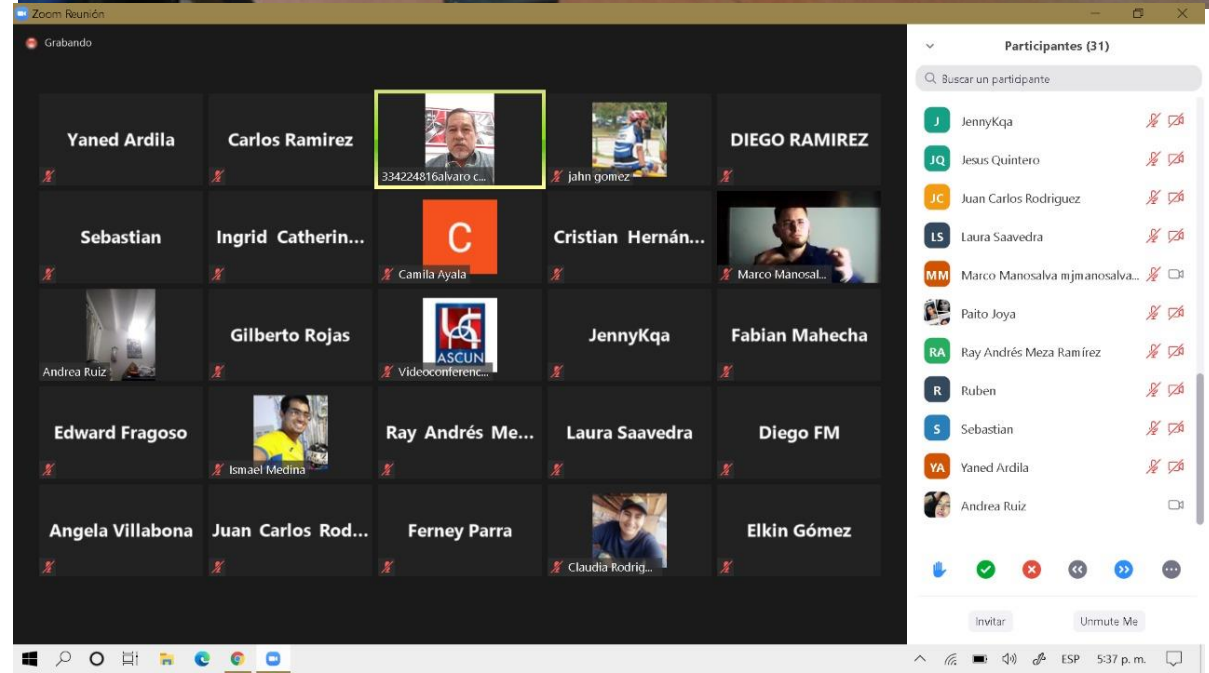 Zoom Reunión
Grabando
Yaned Ardila
Carlos Ramirez
334224816alvaro c...
jahn gomez
DIEGO RAMIREZ
Sebastian
Ingrid Catherin...
C
Camila Ayala
Cristian Hernán...
Marco Manosal...
Andrea Ruiz
Gilberto Rojas
ASCUN
Videoconferenc...
JennyKqa
Fabian Mahecha
Edward Fragoso
Ismael Medina
Ray Andrés Me...
Laura Saavedra
Diego FM
Angela Villabona
Juan Carlos Rod...
Ferney Parra
Claudia Rodrig...
Elkin Gómez
Participantes (31)
Buscar un participante
J JennyKqa
JQ Jesus Quintero
JC Juan Carlos Rodriguez
LS Laura Saavedra
MM Marco Manosalva mjmanosalva...
Paito Joya
RA Ray Andrés Meza Ramírez
R Ruben
S Sebastian
YA Yaned Ardila
Andrea Ruiz
Invitar
Unmute Me
ESP 5:37 p. m.